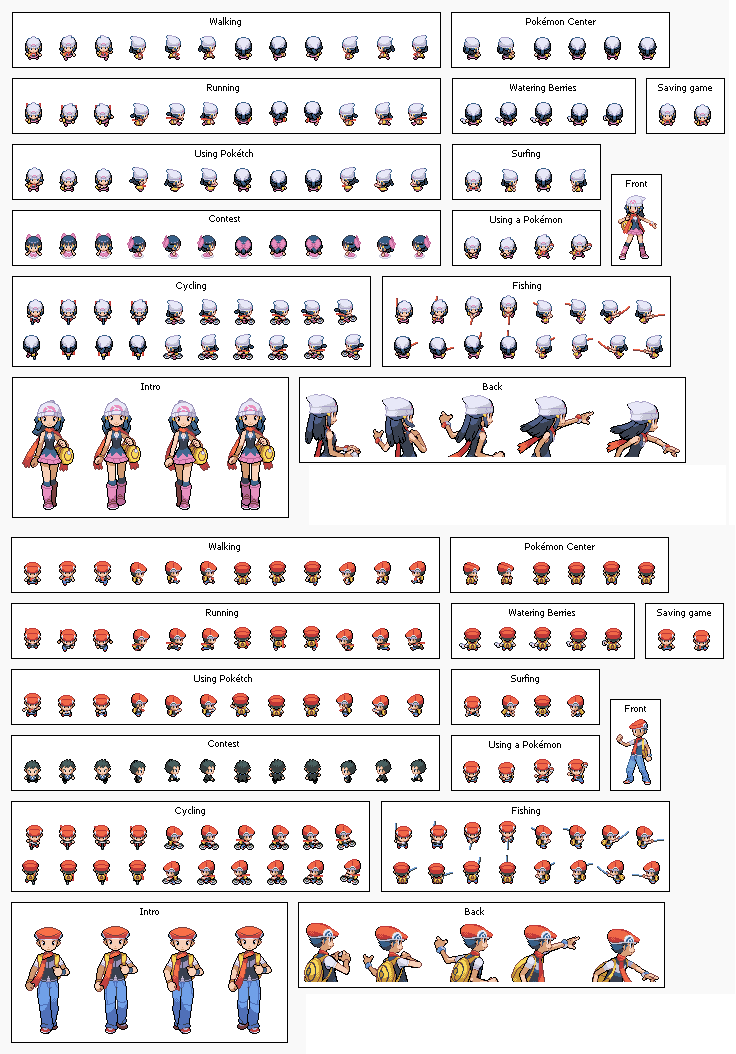 Walking
Pokémon Center
Running
Watering Berries
Saving game
Using Pokétch
Surfing
Front
Contest
Using a Pokémon
Cycling
Fishing
Intro
Back
Walking
Pokémon Center
Running
Watering Berries
Saving game
Using Pokétch
Surfing
Front
Contest
Using a Pokémon
Cycling
Fishing
Intro
Back